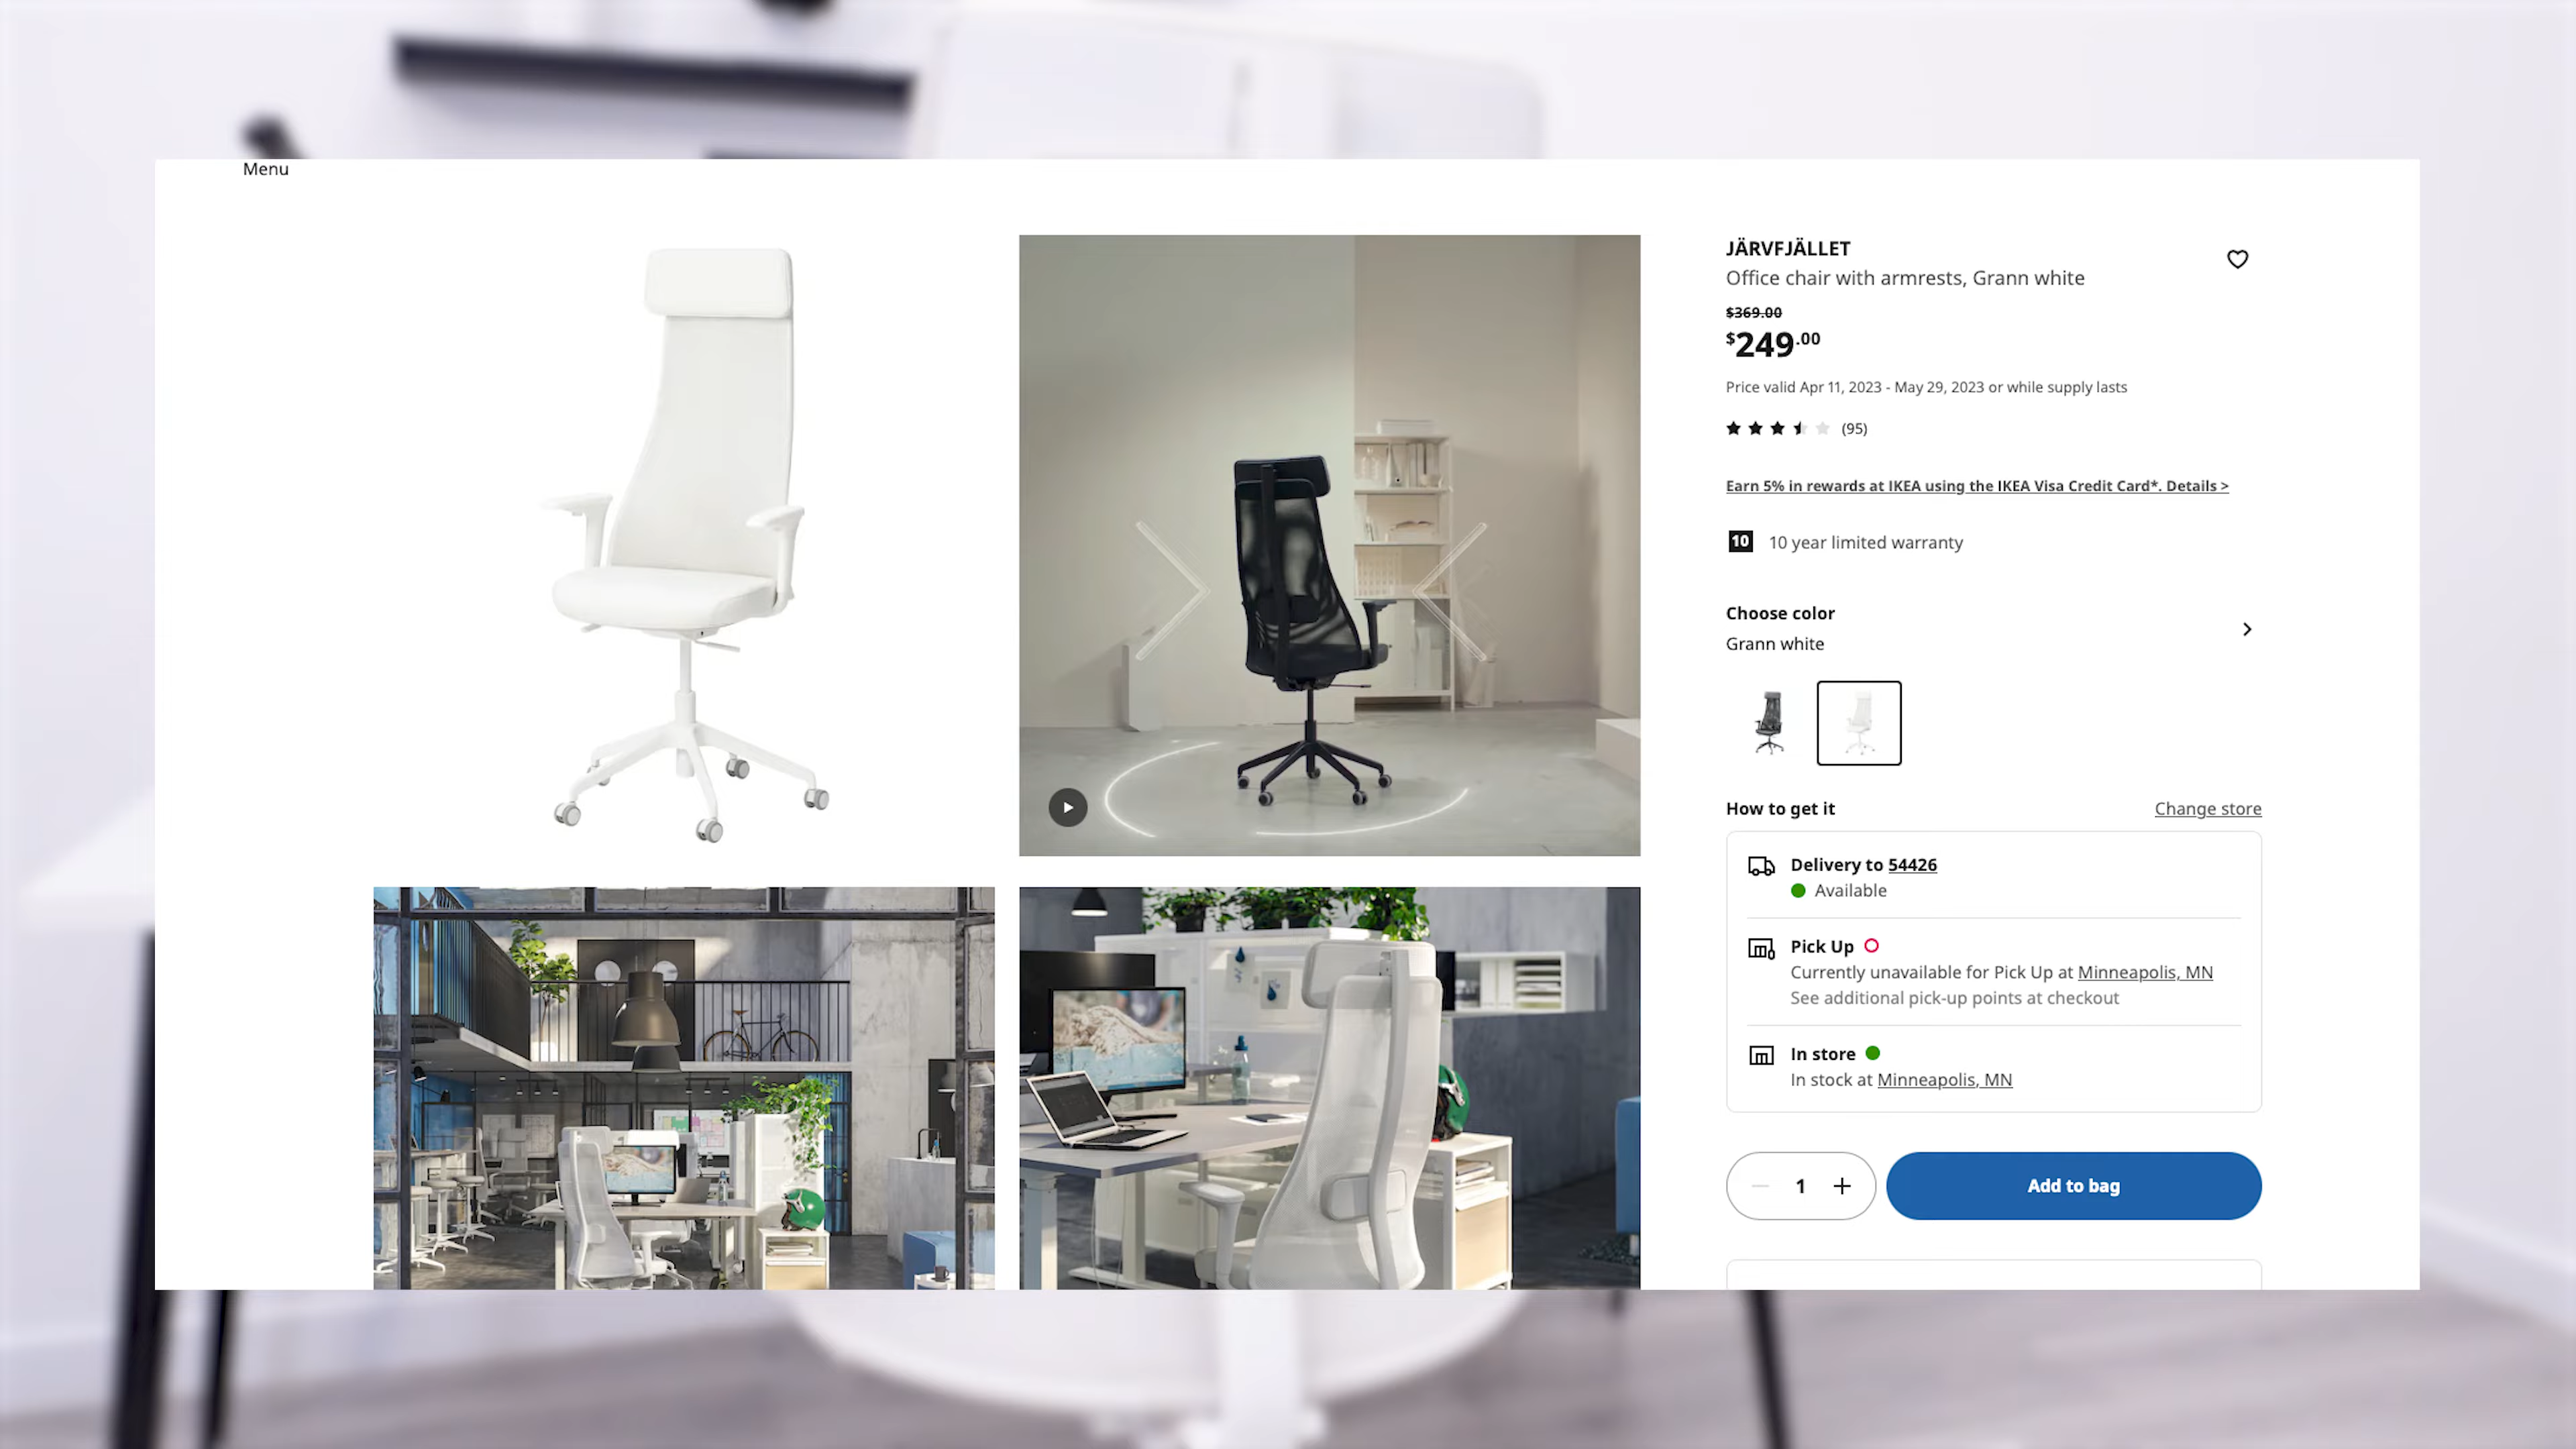 Menu
JÄRVFJÄLLET
Office chair with armrests, Grann white
$369.00
$249.00
Price valid Apr 11, 2023 - May 29, 2023 or while supply lasts
(95)
Earn 5% in rewards at IKEA using the IKEA Visa Credit Card*. Details >
10 10 year limited warranty
Choose color
Grann white
How to get it Change store
Delivery to 54426
Available
Pick Up
Currently unavailable for Pick Up at Minneapolis, MN
See additional pick-up points at checkout
In store
In stock at Minneapolis, MN
1 Add to bag